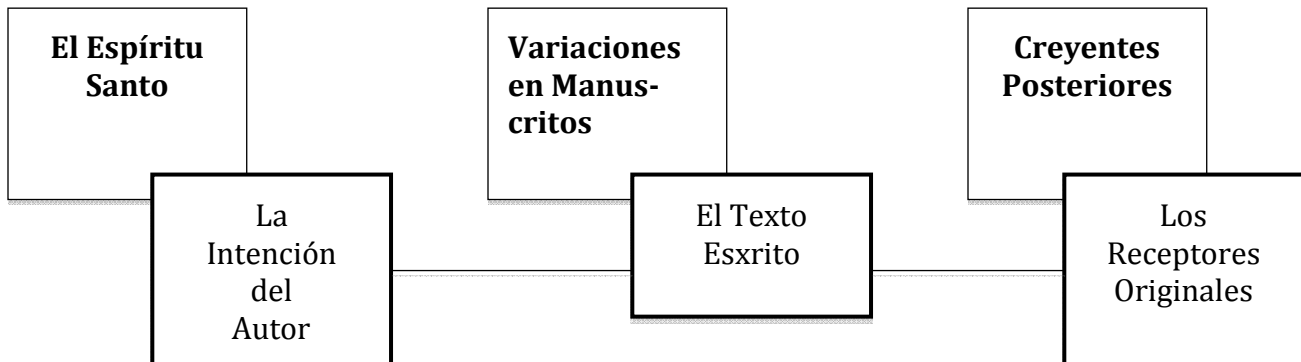 El Espíritu
Santo
Variaciones
en Manus-
critos
Creyentes
Posteriores
La
Intención
del
Autor
El Texto
Esxrito
Los
Receptores
Originales